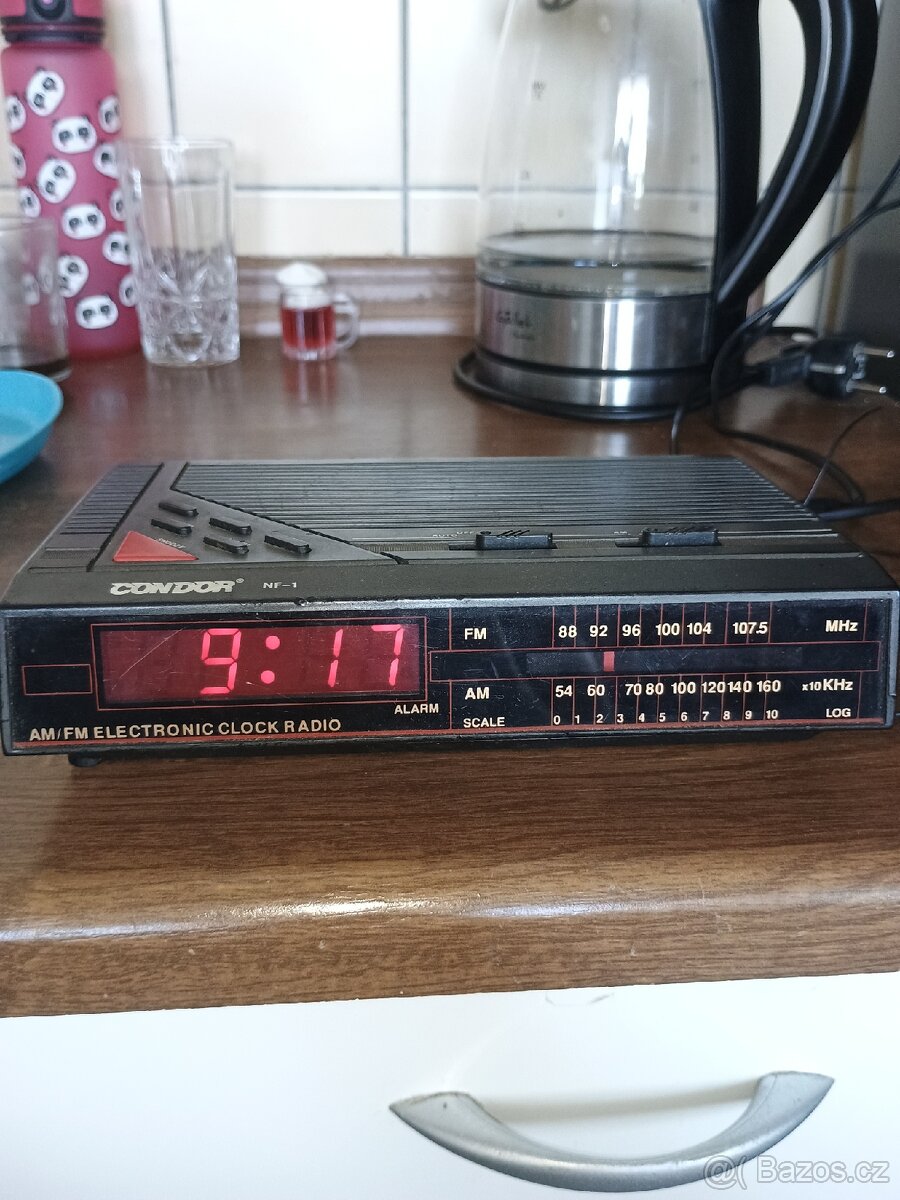 CONDOR® NF-1
9:17
ALARM
AM/FM ELECTRONIC CLOCK RADIO
FM 88 92 96 100 104 107.5 MHz
AM 54 60 70 80 100 120 140 160 x10KHz
SCALE 0 1 2 3 4 5 6 7 8 9 10 LOG
@( Bazos.cz